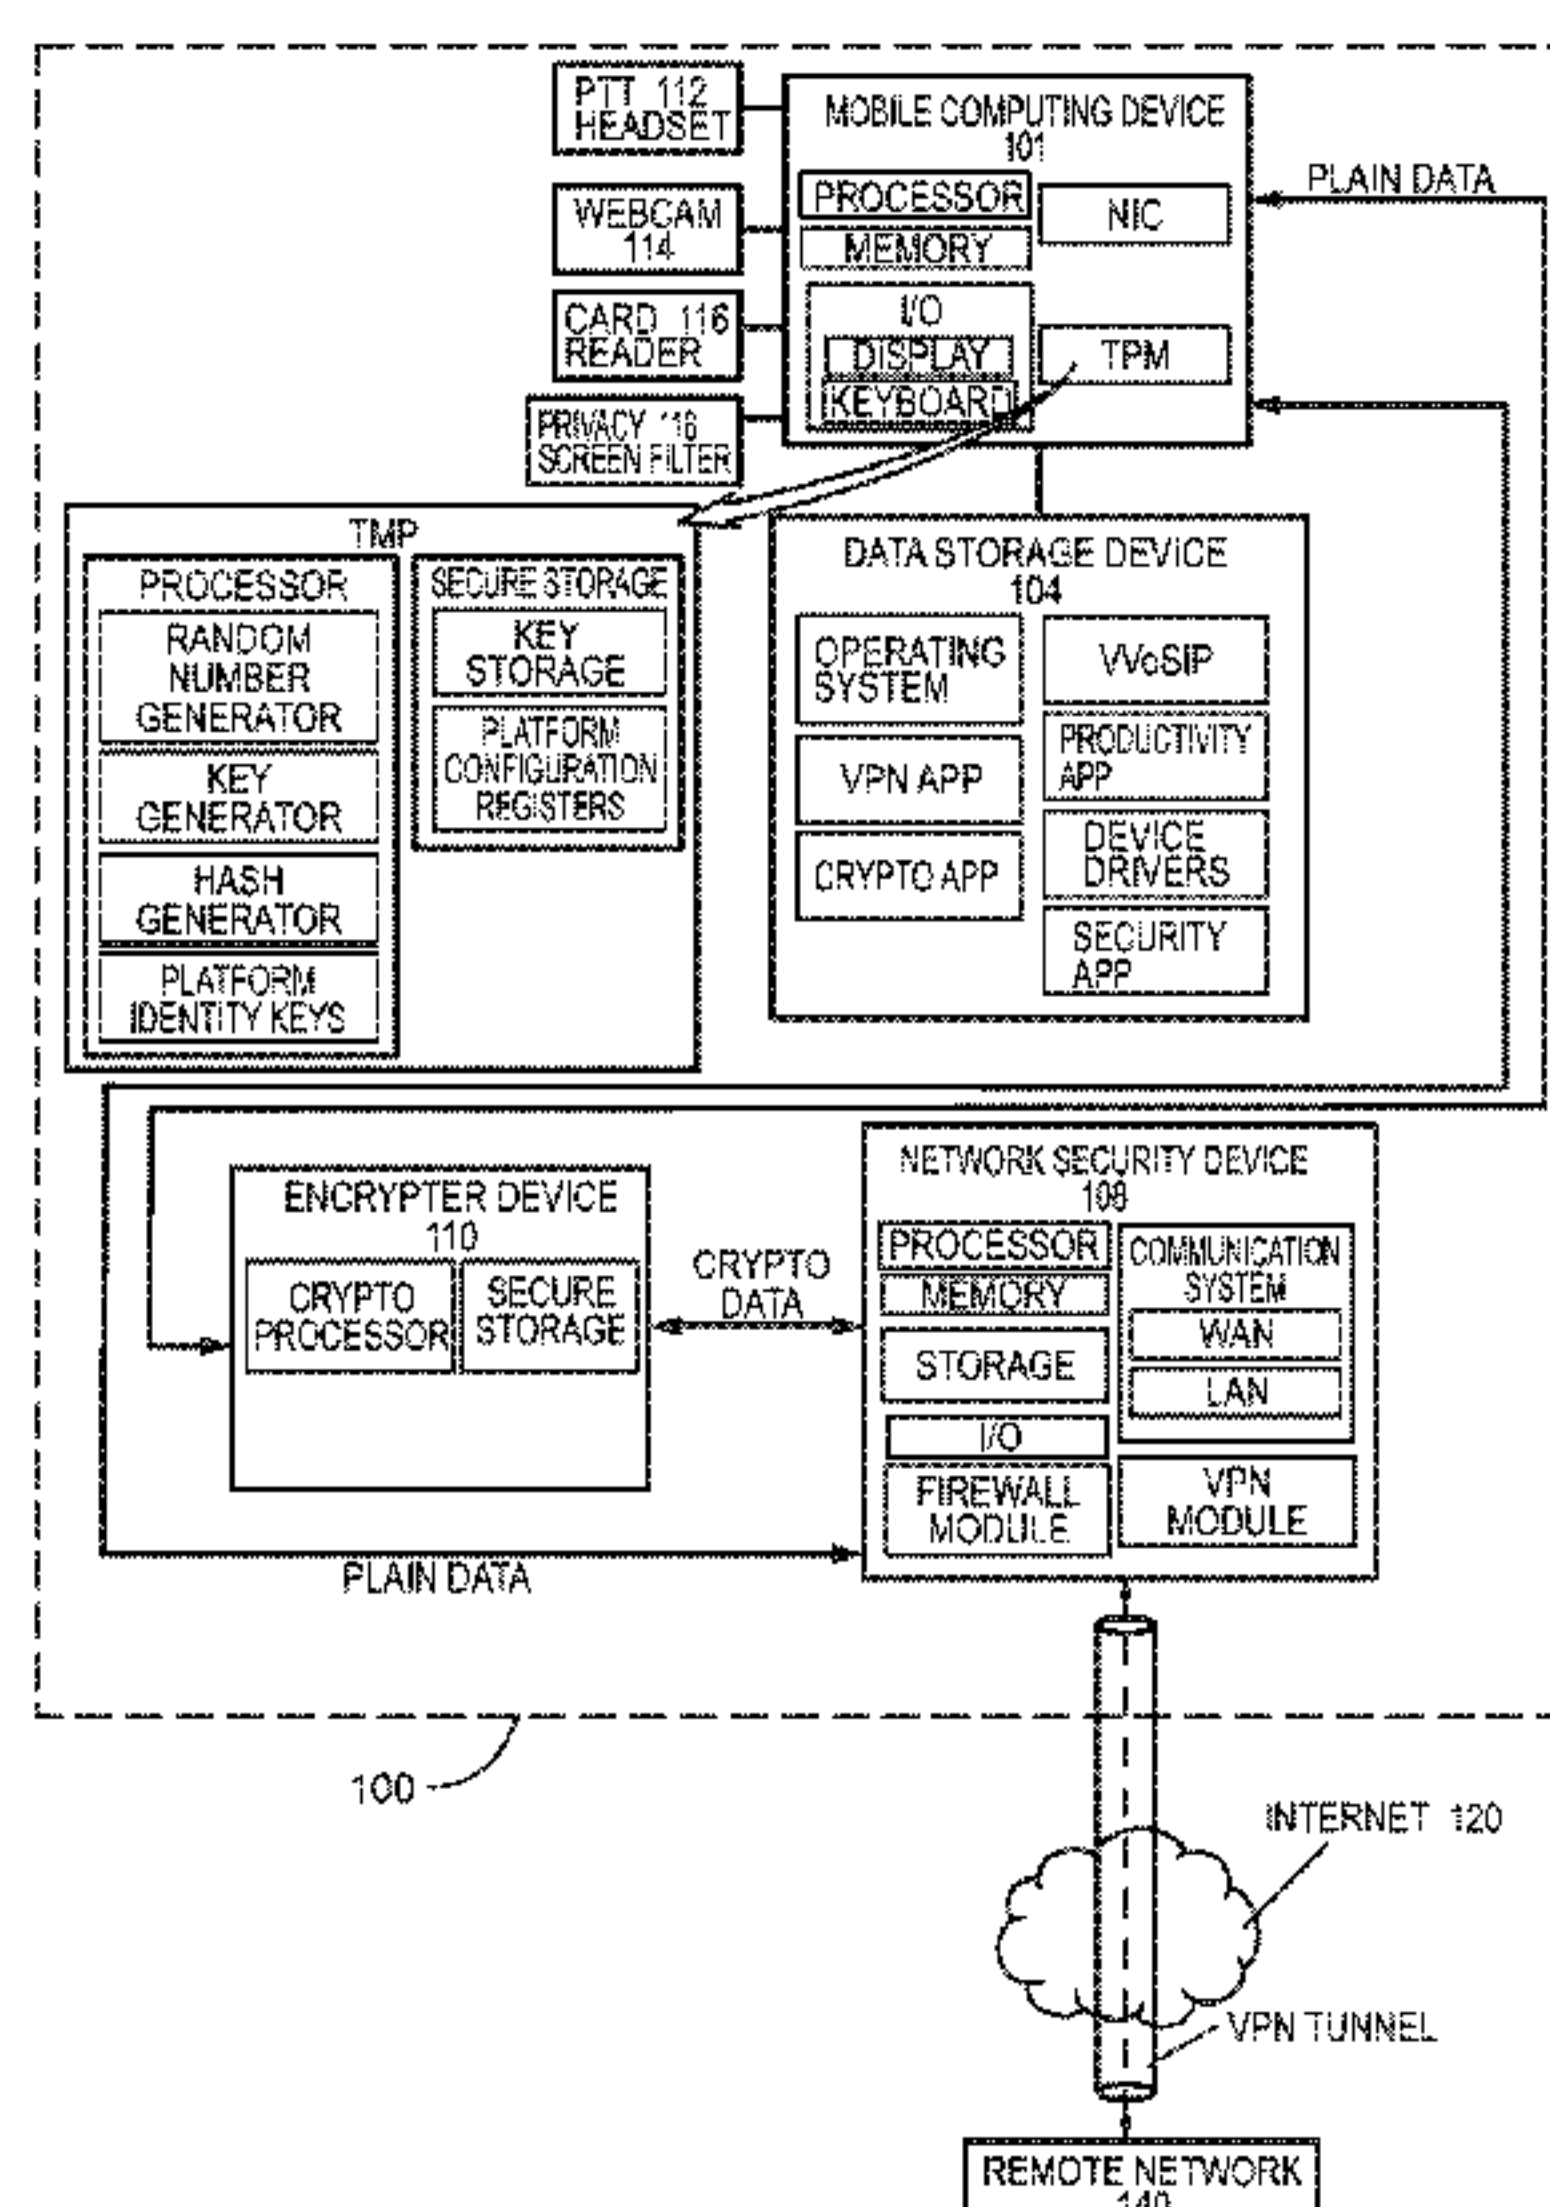 PTT 112
HEADSET
WEBCAM
114
CARD 116
READER
PRIVACY 116
SCREEN FILTER
MOBILE COMPUTING DEVICE
101
PROCESSOR
MEMORY
I/O
DISPLAY
KEYBOARD
NIC
TPM
PLAIN DATA
TMP
PROCESSOR
RANDOM
NUMBER
GENERATOR
KEY
GENERATOR
HASH
GENERATOR
PLATFORM
IDENTITY KEYS
SECURE STORAGE
KEY
STORAGE
PLATFORM
CONFIGURATION
REGISTERS
DATA STORAGE DEVICE
104
OPERATING
SYSTEM
VPN APP
CRYPTO APP
VVoSIP
PRODUCTIVITY
APP
DEVICE
DRIVERS
SECURITY
APP
ENCRYPTER DEVICE
110
CRYPTO
PROCESSOR
SECURE
STORAGE
CRYPTO
DATA
NETWORK SECURITY DEVICE
108
PROCESSOR
MEMORY
STORAGE
I/O
FIREWALL
MODULE
COMMUNICATION
SYSTEM
WAN
LAN
VPN
MODULE
PLAIN DATA
100
INTERNET 120
VPN TUNNEL
REMOTE NETWORK
140